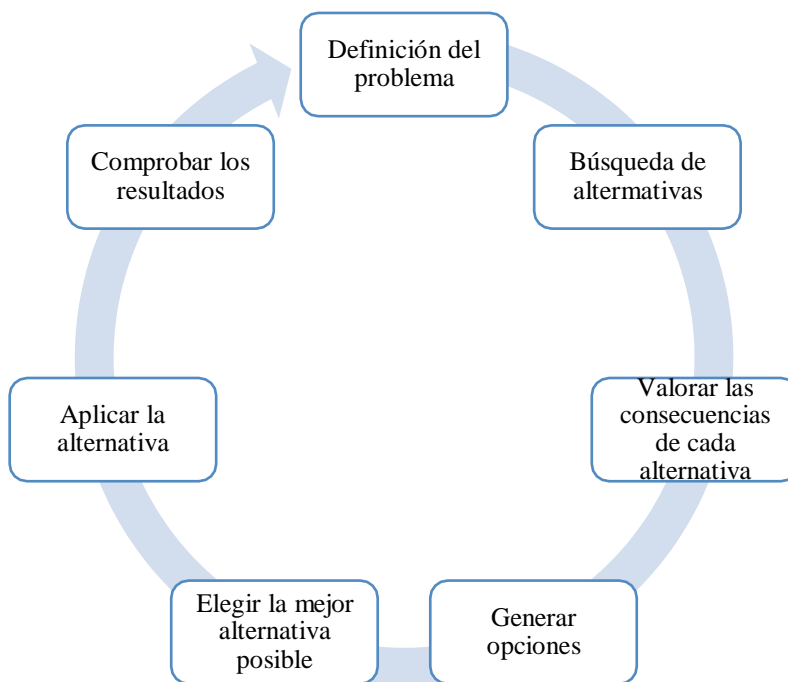 Definición del
problema
Búsqueda de
altermativas
Valorar las
consecuencias
de cada
alternativa
Generar
opciones
Elegir la mejor
alternativa
posible
Aplicar la
alternativa
Comprobar los
resultados